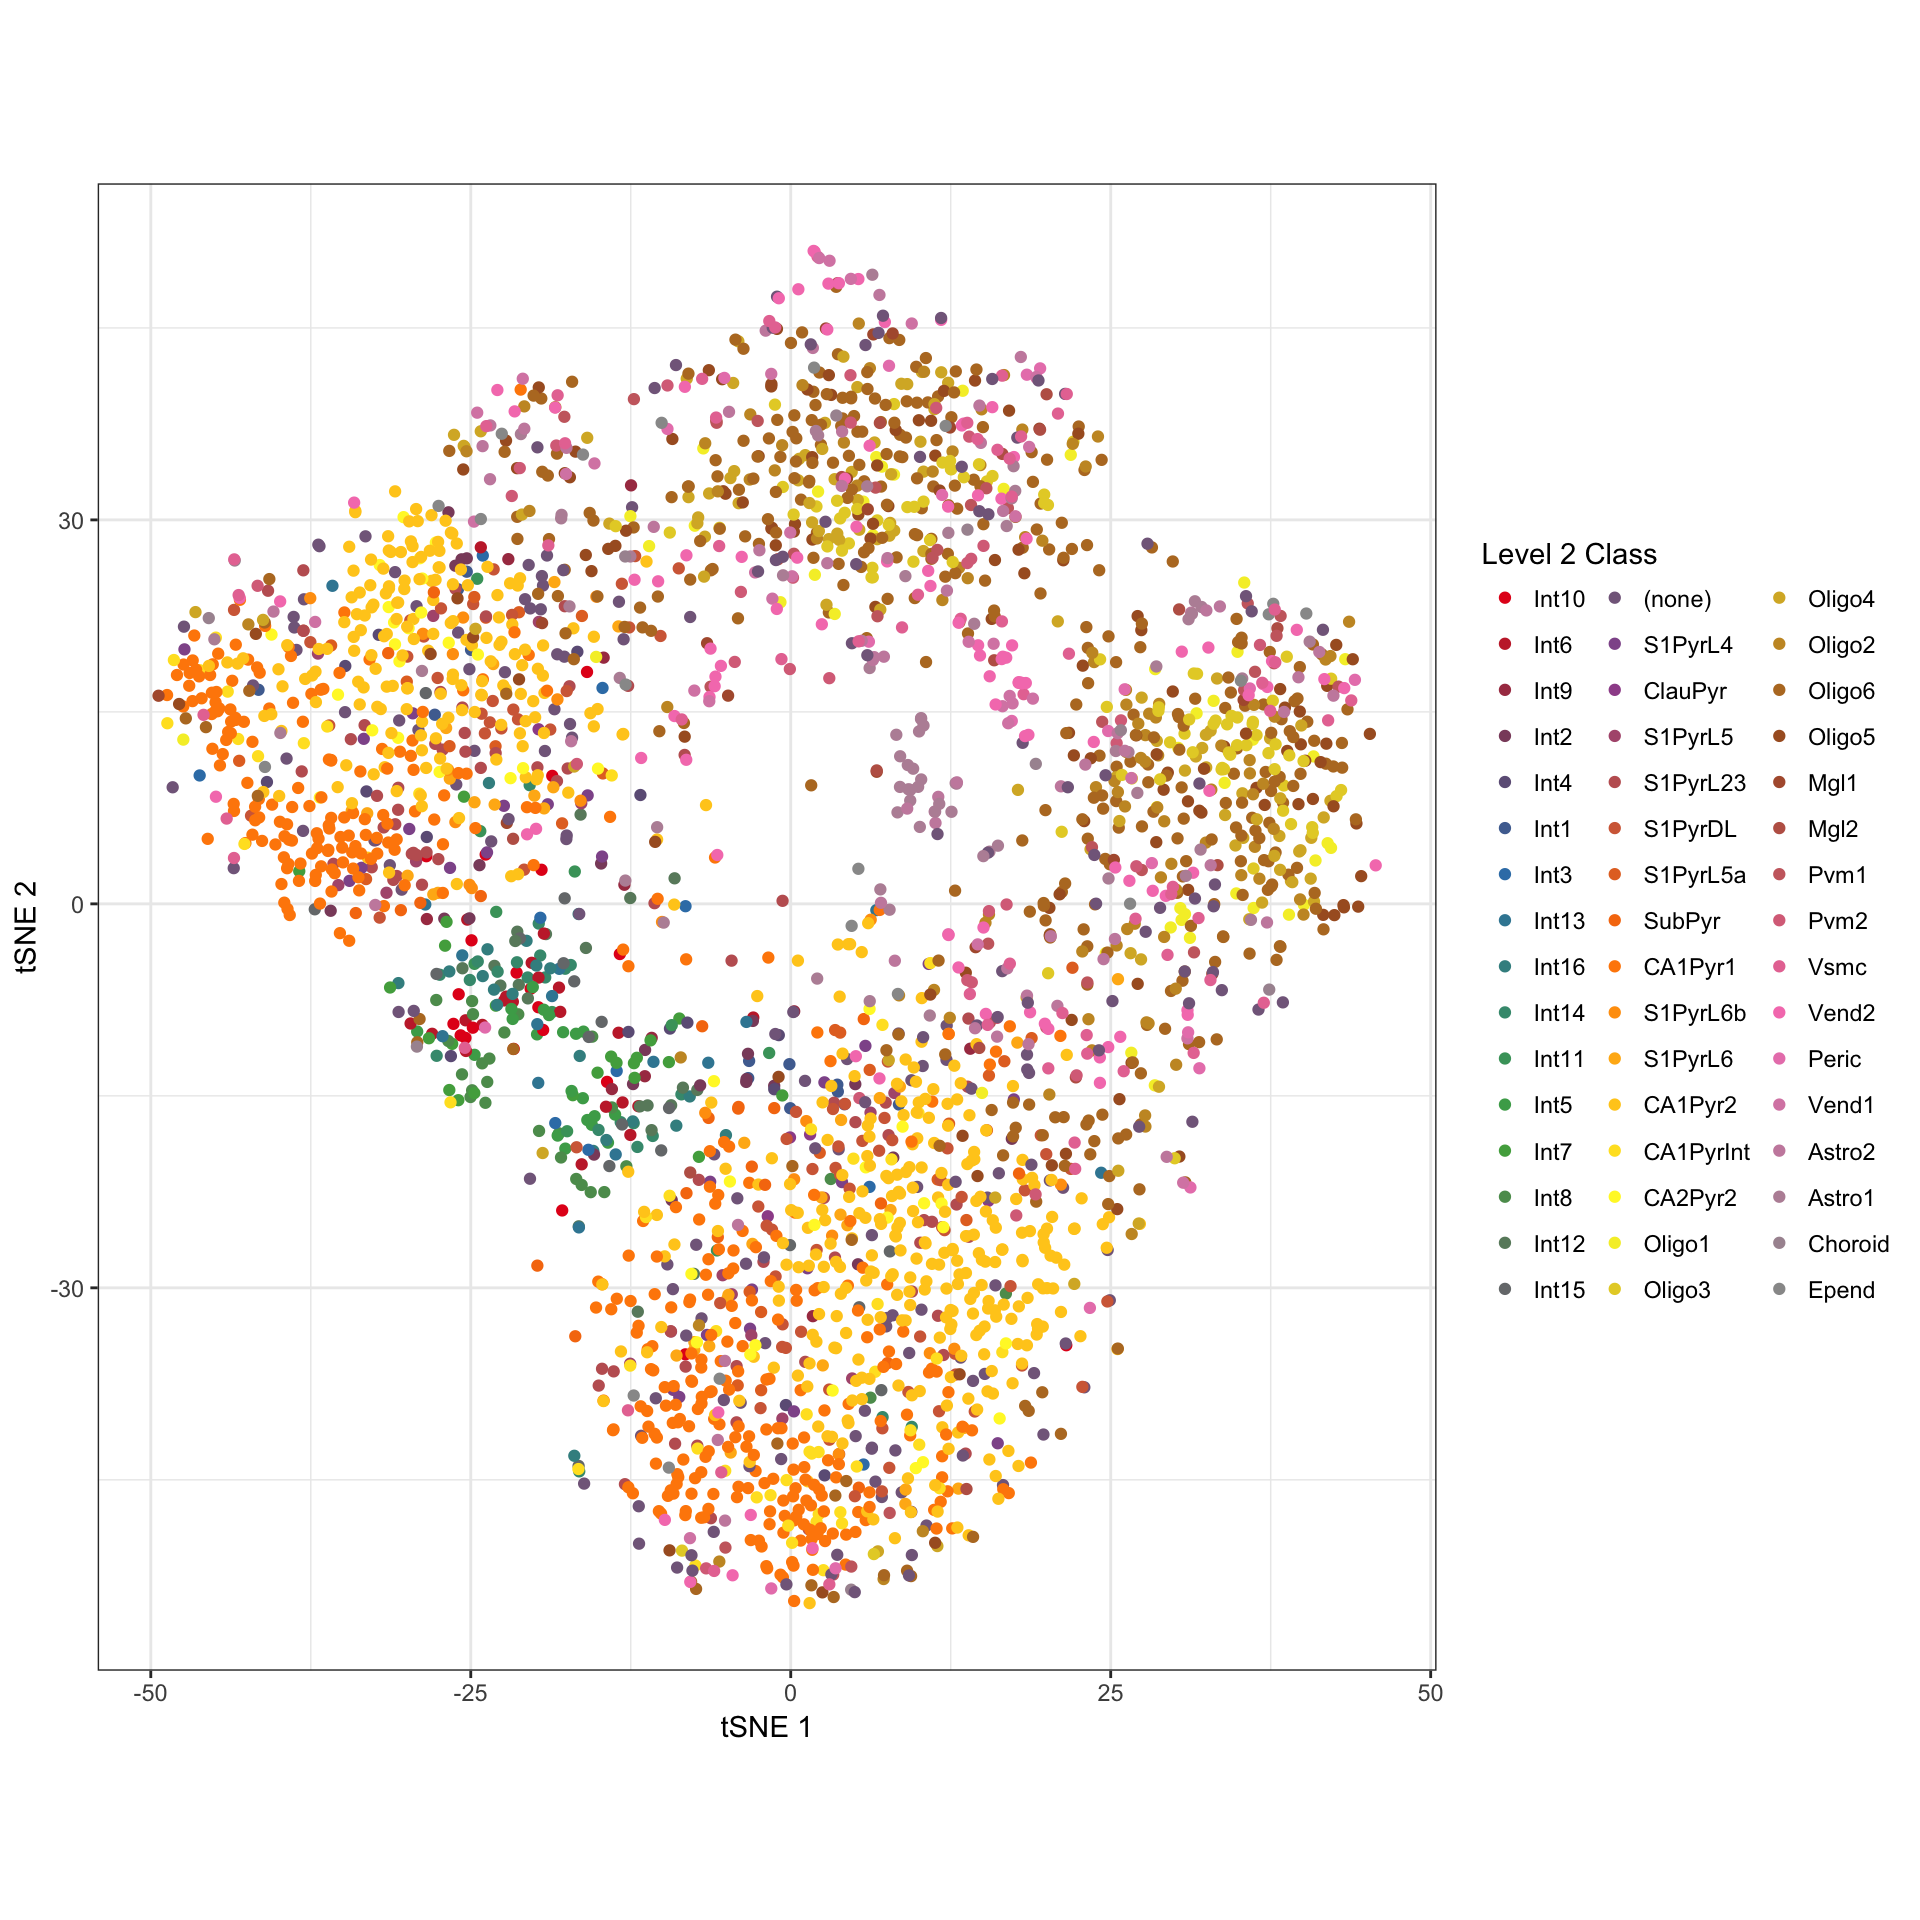 tSNE 2
30
0
-30
-50
-25
0
25
50
tSNE 1
Level 2 Class
Int10
Int6
Int9
Int2
Int4
Int1
Int3
Int13
Int16
Int14
Int11
Int5
Int7
Int8
Int12
Int15
(none)
S1PyrL4
ClauPyr
S1PyrL5
S1PyrL23
S1PyrDL
S1PyrL5a
SubPyr
CA1Pyr1
S1PyrL6b
S1PyrL6
CA1Pyr2
CA1PyrInt
CA2Pyr2
Oligo1
Oligo3
Oligo4
Oligo2
Oligo6
Oligo5
Mgl1
Mgl2
Pvm1
Pvm2
Vsmc
Vend2
Peric
Vend1
Astro2
Astro1
Choroid
Epend